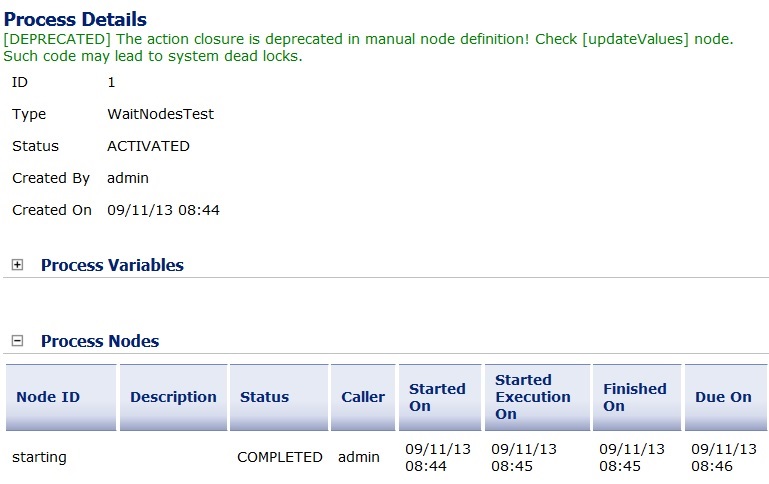 Process Details
[DEPRECATED] The action closure is deprecated in manual node definition! Check [updateValues] node.
Such code may lead to system dead locks.
ID 1
Type WaitNodesTest
Status ACTIVATED
Created By admin
Created On 09/11/13 08:44
Process Variables
Process Nodes
Node ID Description Status Caller Started On Started Execution On Finished On Due On
starting COMPLETED admin 09/11/13 08:44 09/11/13 08:45 09/11/13 08:45 09/11/13 08:46